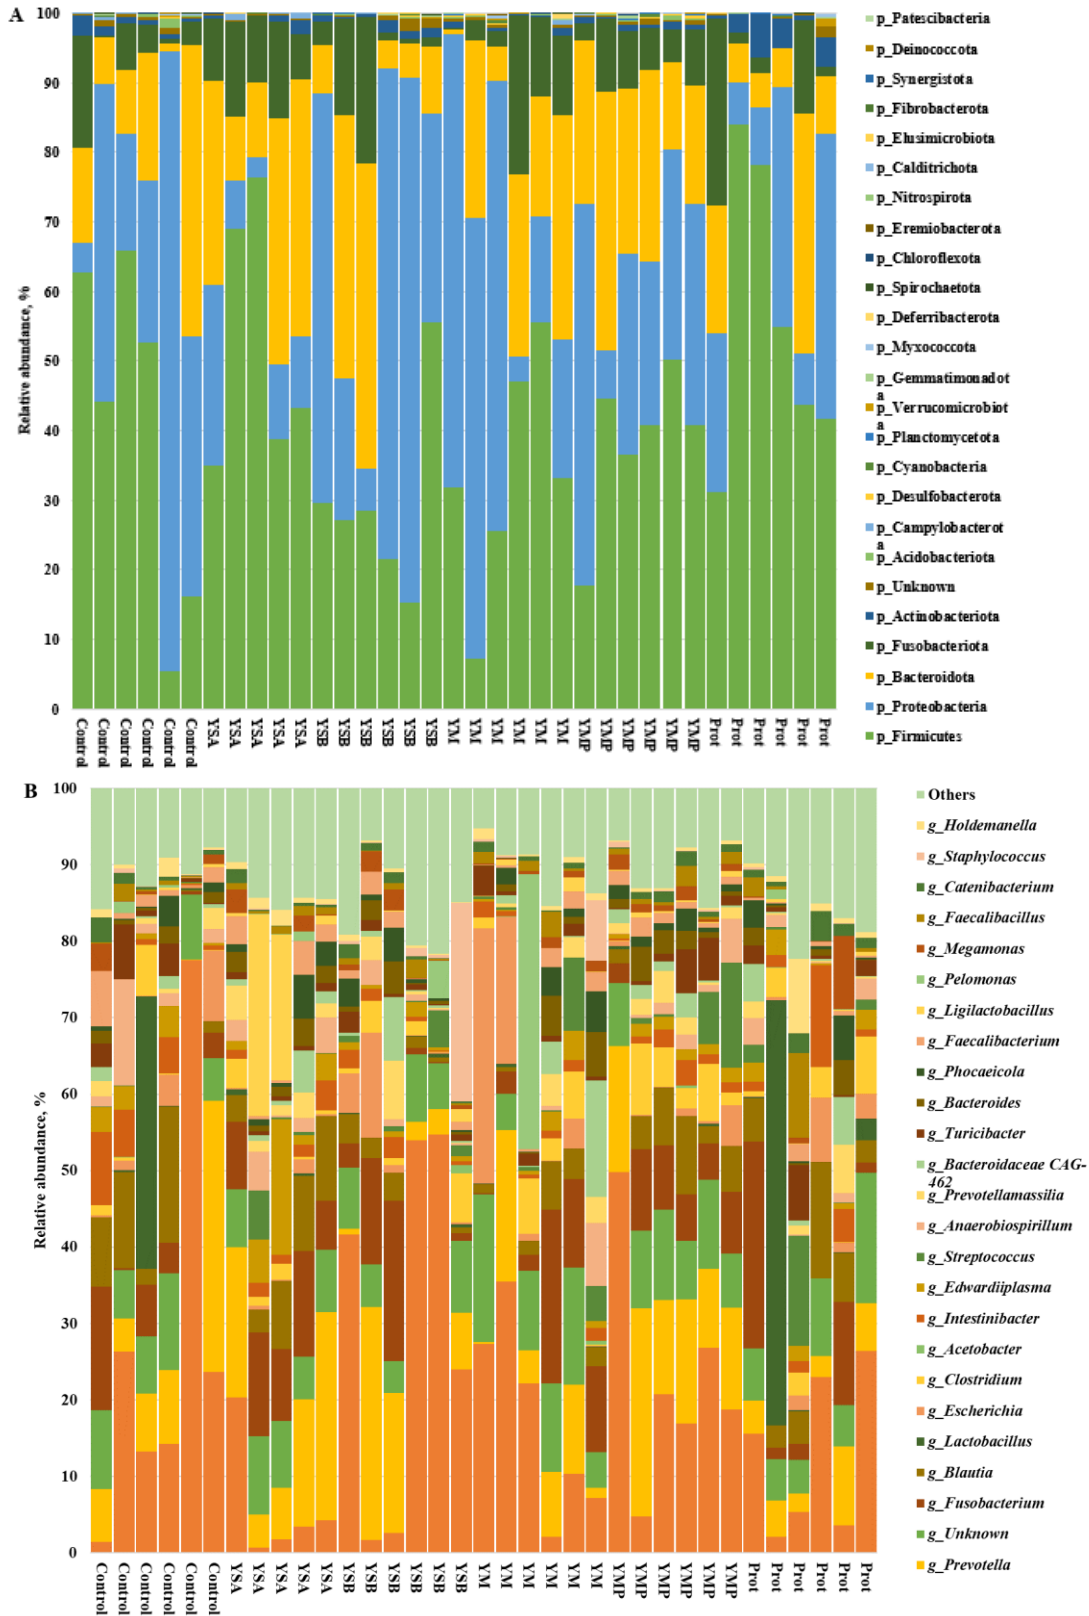 A
100
90
80
70
60
50
40
30
20
10
0
Relative abundance, %
Control
Control
Control
Control
Control
Control
YSA
YSA
YSA
YSA
YSA
YSB
YSB
YSB
YSB
YSB
YSB
YM
YM
YM
YM
YM
YM
YMP
YMP
YMP
YMP
YMP
YMP
Prot
Prot
Prot
Prot
Prot
Prot
p_Patescibacteria
p_Deinococcota
p_Synergistota
p_Fibrobacterota
p_Elusimicrobiota
p_Calditrichota
p_Nitrospirota
p_Eremiobacterota
p_Chloroflexota
p_Spirochaetota
p_Deferribacterota
p_Myxococcota
p_Gemmatimonadot
a
p_Verrucomicrobiot
a
p_Planctomycetota
p_Cyanobacteria
p_Desulfobacterota
p_Campylobacterot
a
p_Acidobacteriota
p_Unknown
p_Actinobacteriota
p_Fusobacteriota
p_Bacteroidota
p_Proteobacteria
p_Firmicutes
B
100
90
80
70
60
50
40
30
20
10
0
Relative abundance, %
Control
Control
Control
Control
Control
Control
YSA
YSA
YSA
YSA
YSA
YSB
YSB
YSB
YSB
YSB
YSB
YM
YM
YM
YM
YM
YM
YMP
YMP
YMP
YMP
YMP
YMP
Prot
Prot
Prot
Prot
Prot
Prot
Others
g_Holdemanella
g_Staphylococcus
g_Catenibacterium
g_Faecalibacillus
g_Megamonas
g_Pelomonas
g_Ligilactobacillus
g_Faecalibacterium
g_Phocaeicola
g_Bacteroides
g_Turicibacter
g_Bacteroidaceae CAG-
462
g_Prevotellamassilia
g_Anaerobiospirillum
g_Streptococcus
g_Edwardiiplasma
g_Intestinibacter
g_Acetobacter
g_Clostridium
g_Escherichia
g_Lactobacillus
g_Blautia
g_Fusobacterium
g_Unknown
g_Prevotella